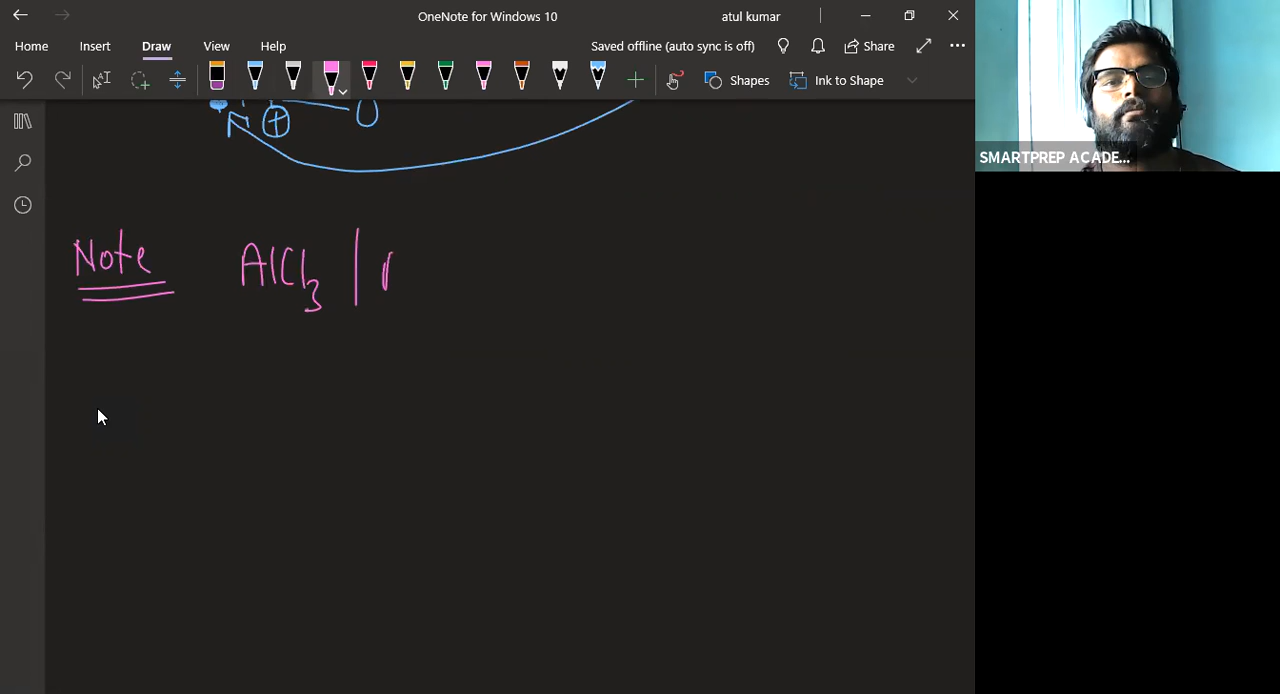 OneNote for Windows 10
atul kumar
Home Insert Draw View Help
Saved offline (auto sync is off)
Share
Shapes
Ink to Shape
SMARTPREP ACADE...
N + O
Note AlCl3 |